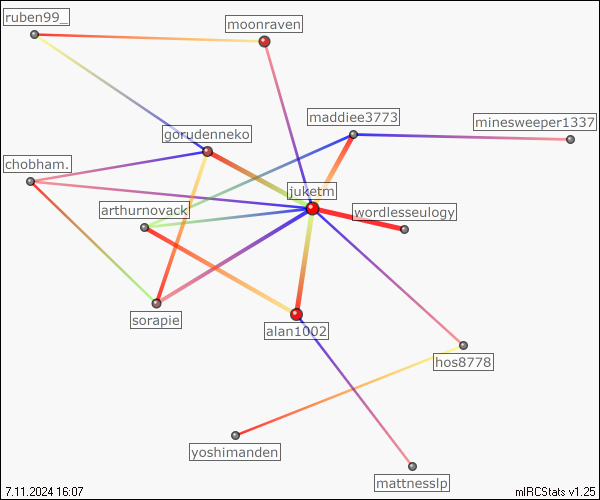 ruben99_
moonraven
maddiee3773
minesweeper1337
gorudenneko
chobham.
juketm
arthurnovack
wordlesseulogy
sorapie
alan1002
hos8778
yoshimanden
mattnesslp
7.11.2024 16:07
mIRCStats v1.25